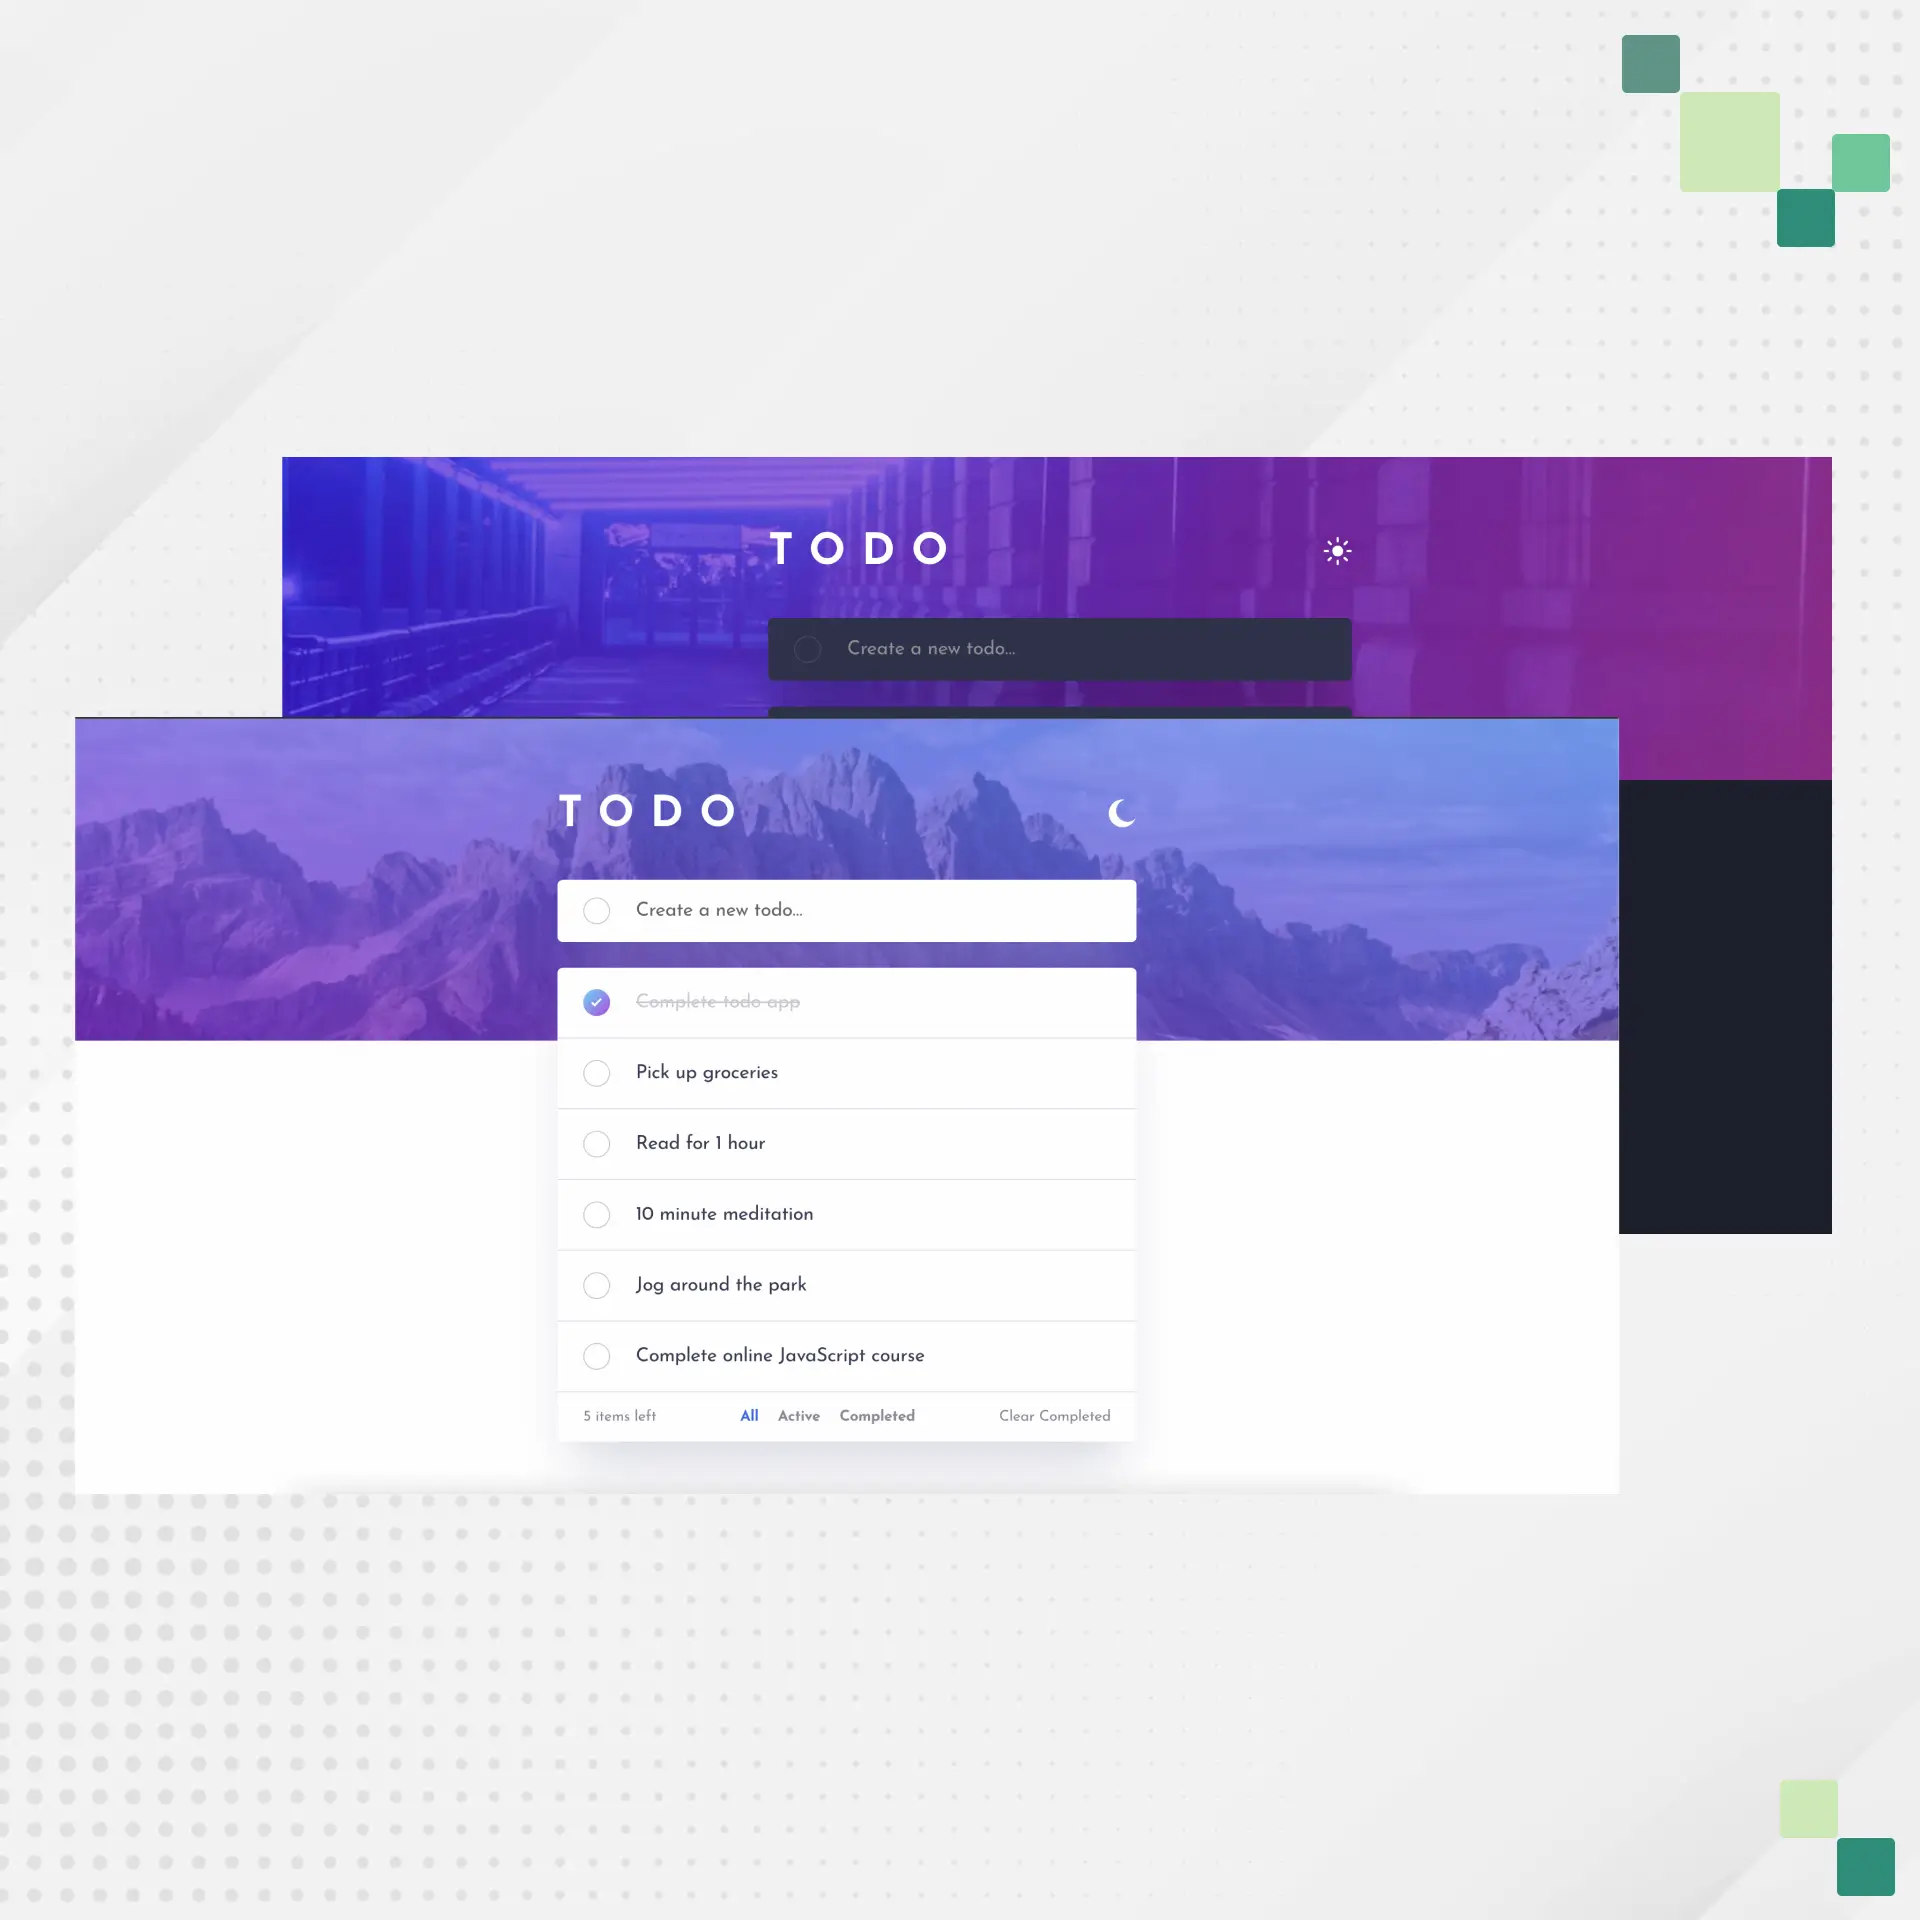 TODO
Create a new todo...
TODO
Create a new todo...
Complete todo app
Pick up groceries
Read for 1 hour
10 minute meditation
Jog around the park
Complete online JavaScript course
5 items left All Active Completed Clear Completed